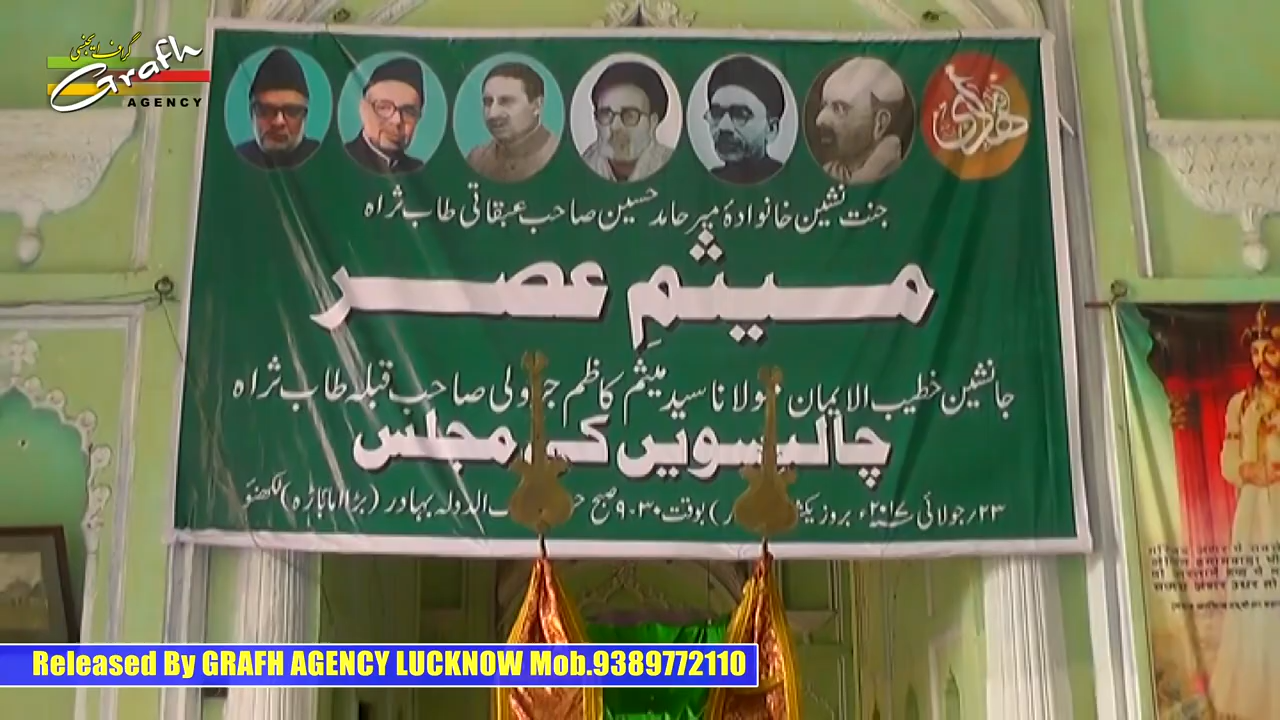 گراف ایجنسی
Grafh
AGENCY
جنت نشین خانوادۂ میر حامد حسین صاحب عبقاتی طاب ثراہ
میثمِ عصر
جانشین خطیب الایمان مولانا سید میثم کاظم جرولی صاحب قبلہ طاب ثراہ
چالیسویں کی مجلس
۲۳؍جولائی ۲۰۱۷ء بروز بوقت ۹-۳۰ صبح الدولہ بہادر (بڑا امامباڑہ) لکھنؤ
Released By GRAFH AGENCY LUCKNOW Mob.9389772110